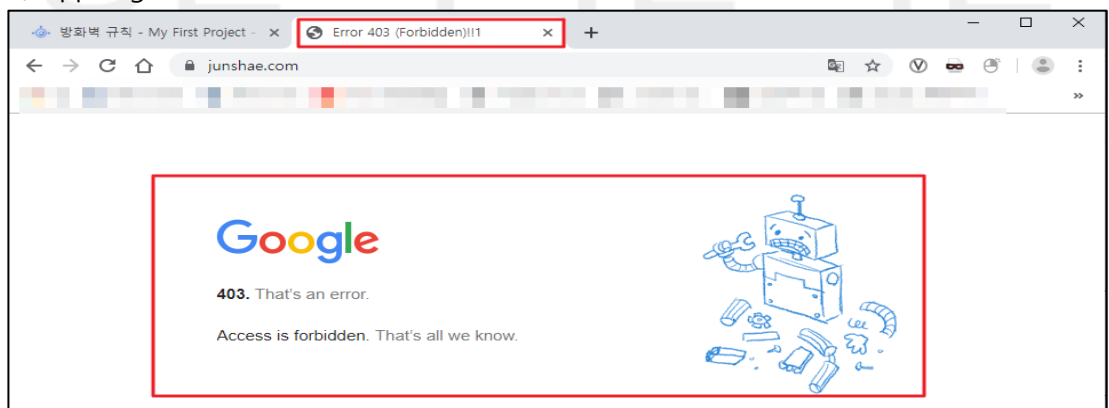 방화벽 규칙 - My First Project -
Error 403 (Forbidden)!!1
junshae.com
Google
403. That's an error.
Access is forbidden. That's all we know.